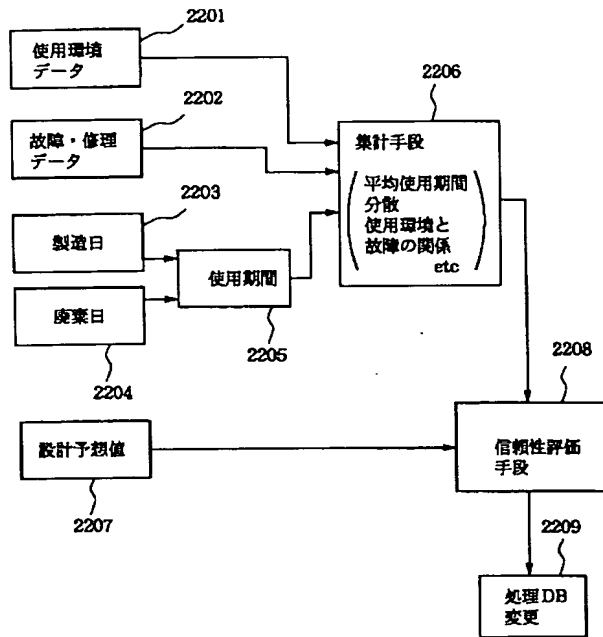 2201
使用環境
データ
2202
故障・修理
データ
2203
製造日
廃棄日
2204
使用期間
2205
2206
集計手段
平均使用期間
分散
使用環境と
故障の関係
etc
設計予想値
2207
2208
信頼性評価
手段
2209
処理DB
変更